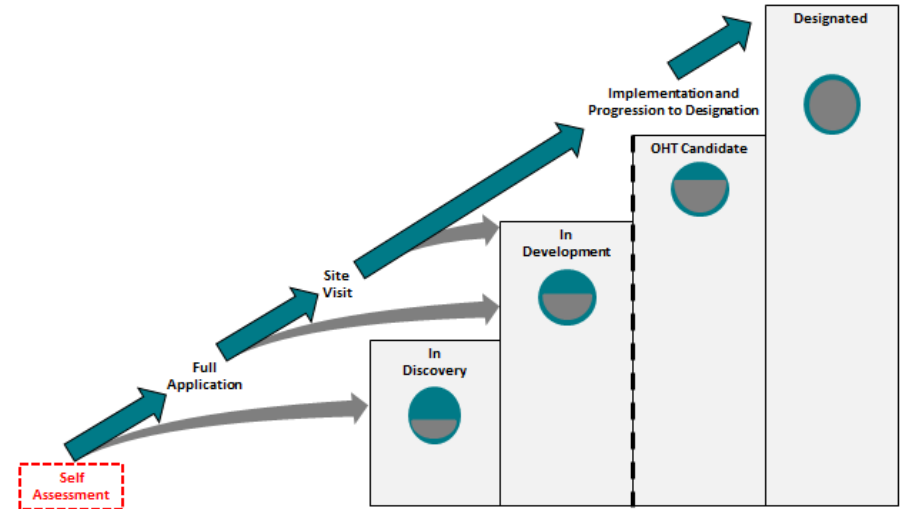 Designated
Implementation and
Progression to Designation
OHT Candidate
In
Development
Site
Visit
In
Discovery
Full
Application
Self
Assessment